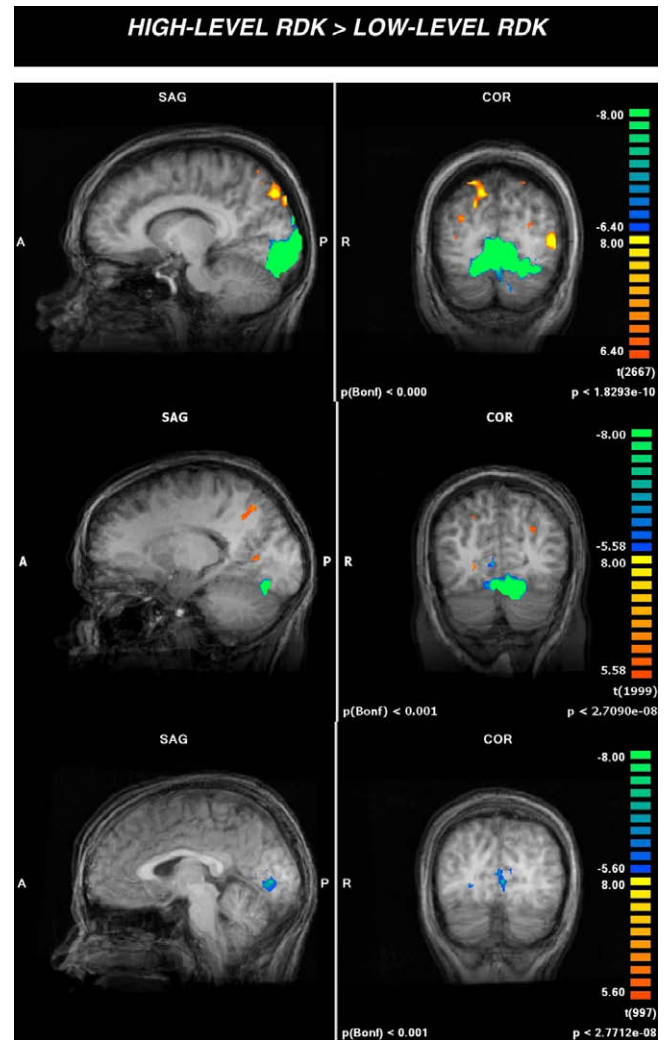 HIGH-LEVEL RDK > LOW-LEVEL RDK
SAG
COR
A
P
R
-8.00
-6.40
8.00
6.40
t(2667)
p(Bonf) < 0.000
p < 1.8293e-10
SAG
COR
A
P
R
-8.00
-5.58
8.00
5.58
t(1999)
p(Bonf) < 0.001
p < 2.7090e-08
SAG
COR
A
P
R
-8.00
-5.60
8.00
5.60
t(997)
p(Bonf) < 0.001
p < 2.7712e-08